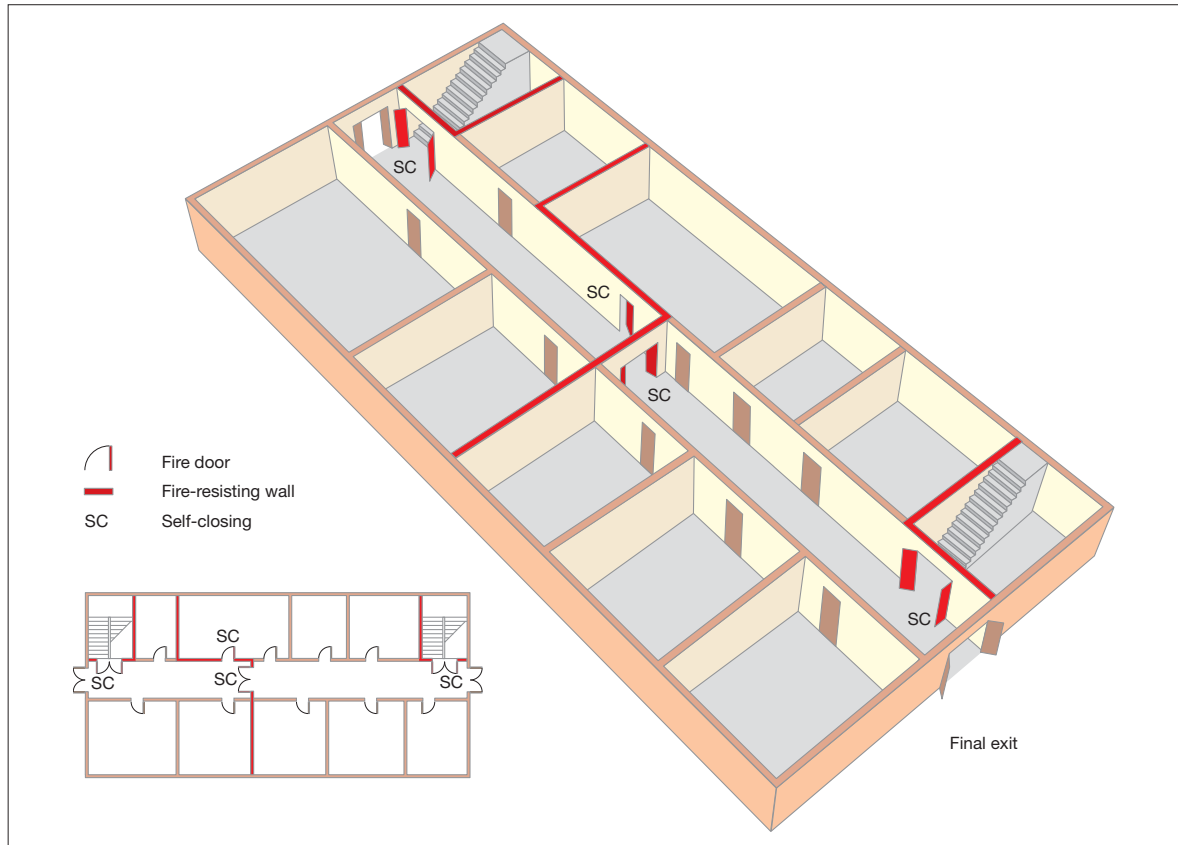 SC
SC
SC
Fire door
Fire-resisting wall
SC Self-closing
SC
SC
SC SC SC
Final exit